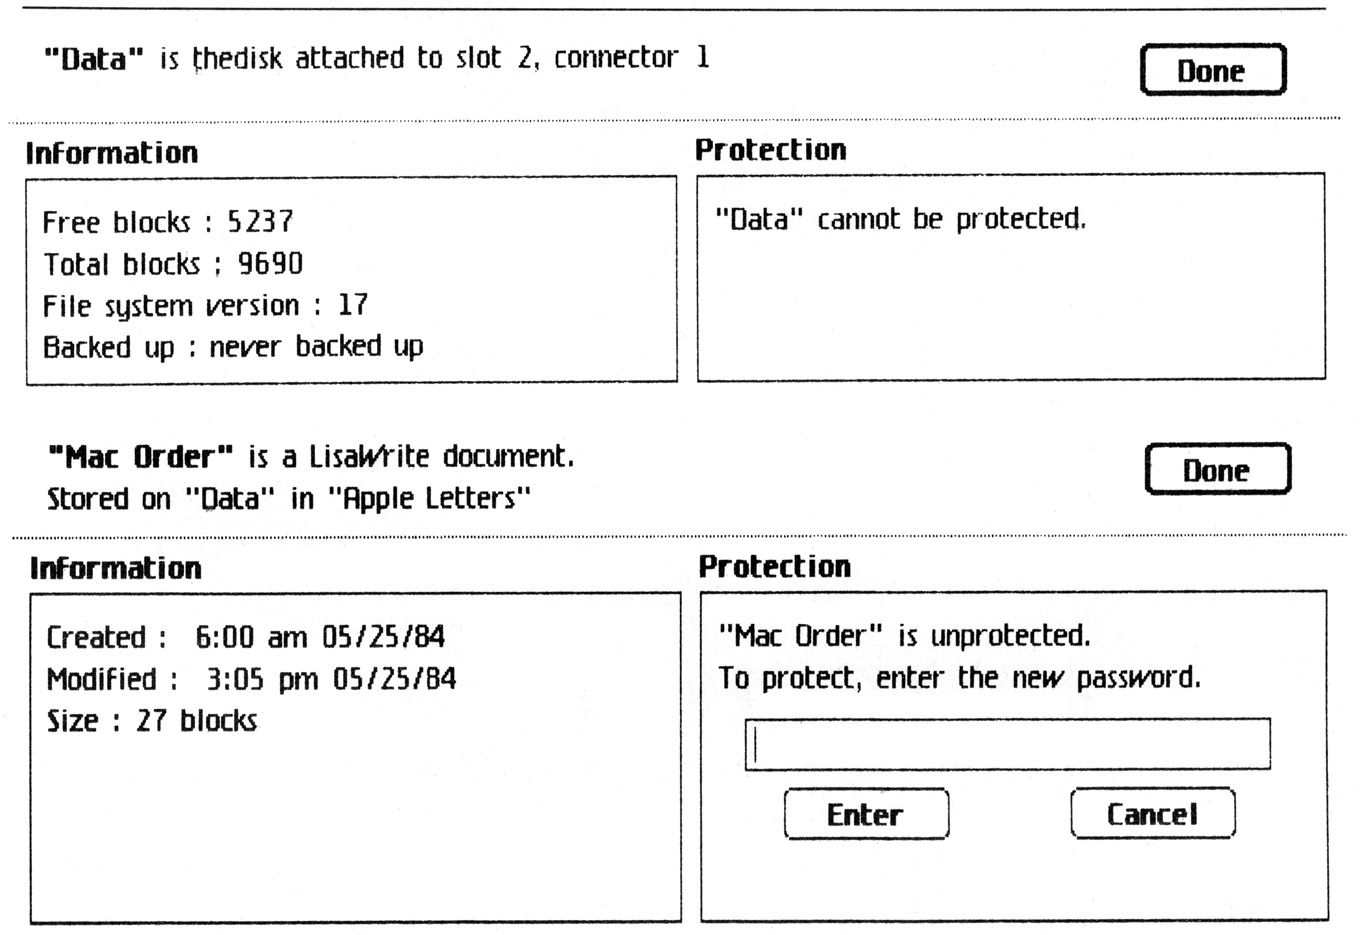 "Data" is thedisk attached to slot 2, connector 1
Done
Information
Protection
Free blocks : 5237
Total blocks : 9690
File system version : 17
Backed up : never backed up
"Data" cannot be protected.
"Mac Order" is a LisaWrite document.
Stored on "Data" in "Apple Letters"
Done
Information
Protection
Created : 6:00 am 05/25/84
Modified : 3:05 pm 05/25/84
Size : 27 blocks
"Mac Order" is unprotected.
To protect, enter the new password.
Enter
Cancel